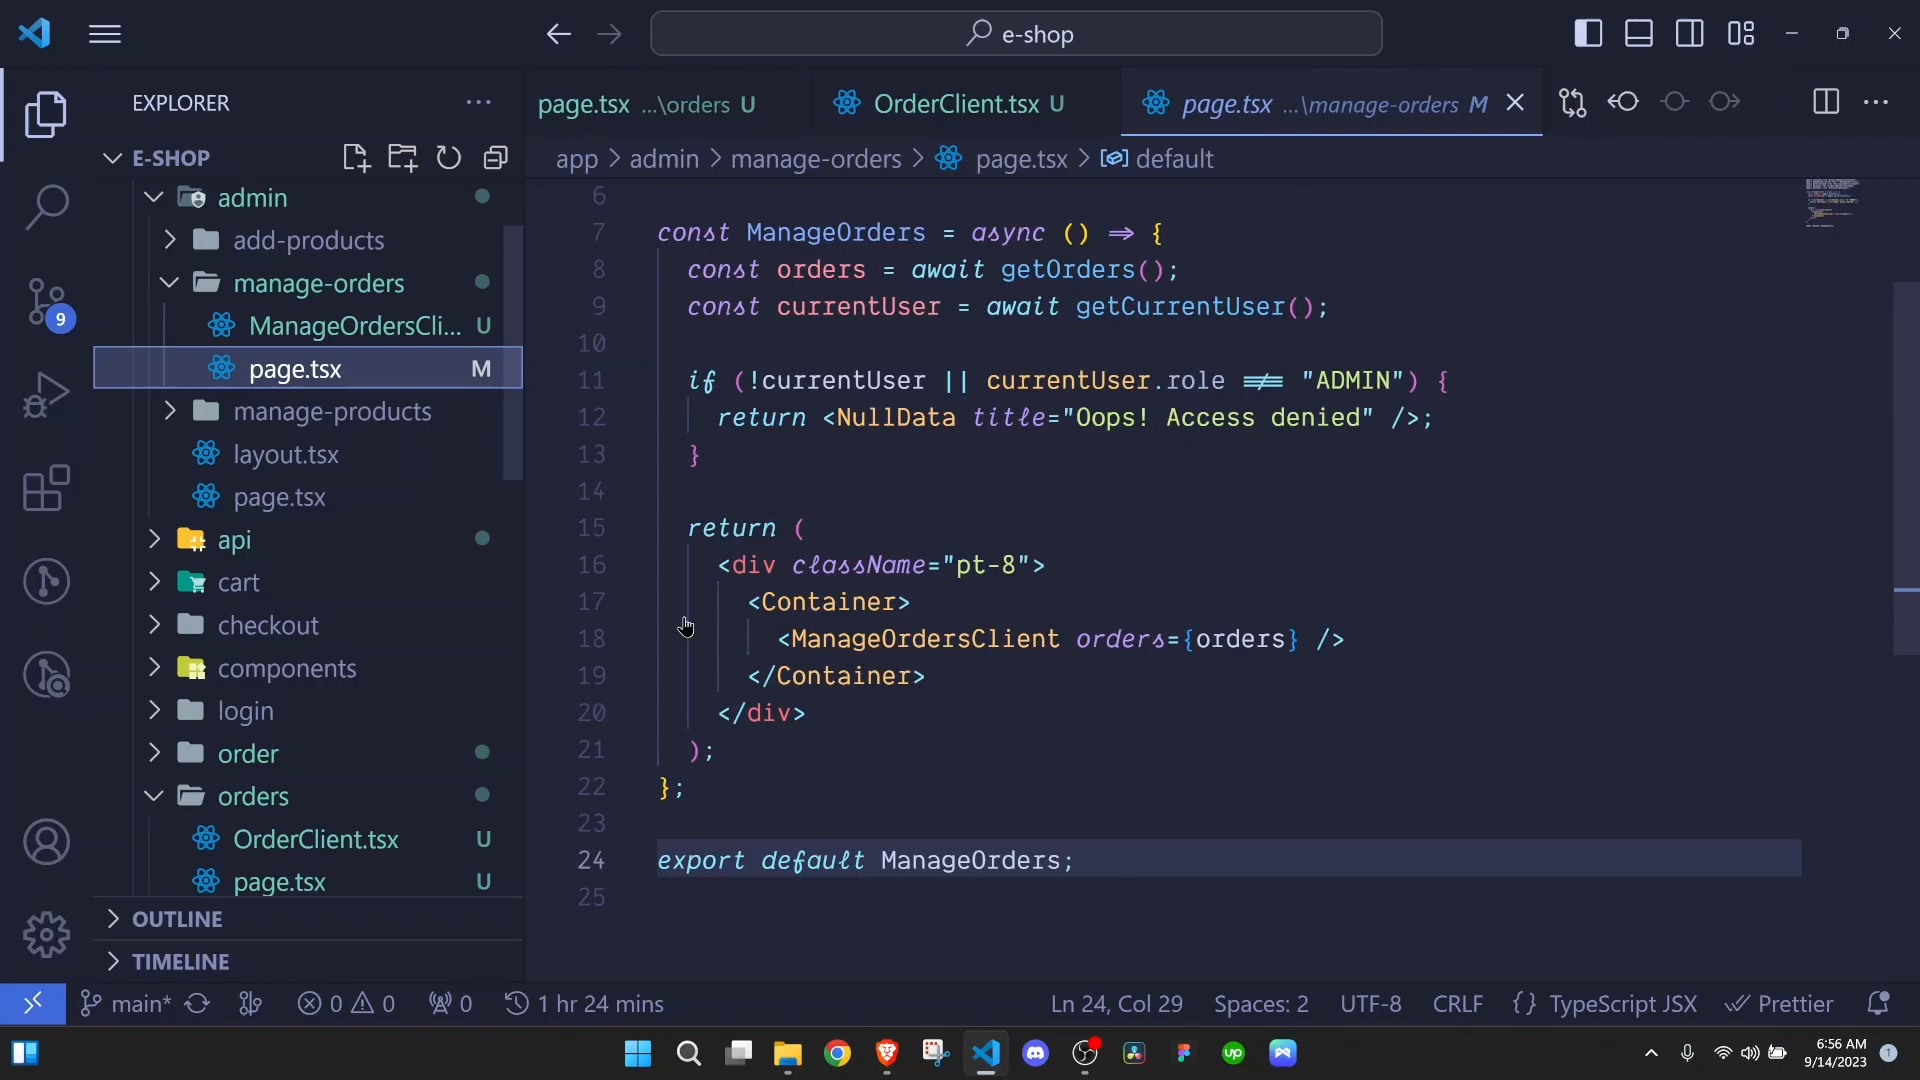 e-shop
EXPLORER
page.tsx ...\orders U
OrderClient.tsx U
page.tsx ...\manage-orders M
E-SHOP
app > admin > manage-orders > page.tsx > default
admin
add-products
manage-orders
ManageOrdersCli... U
page.tsx M
manage-products
layout.tsx
page.tsx
api
cart
checkout
components
login
order
orders
OrderClient.tsx U
page.tsx U
OUTLINE
TIMELINE
9
6
7 const ManageOrders = async () => {
8 const orders = await getOrders();
9 const currentUser = await getCurrentUser();
10
11 if (!currentUser || currentUser.role !== "ADMIN") {
12 return <NullData title="Oops! Access denied" />;
13 }
14
15 return (
16 <div className="pt-8">
17 <Container>
18 <ManageOrdersClient orders={orders} />
19 </Container>
20 </div>
21 );
22 };
23
24 export default ManageOrders;
25
main* 0 0 0 1 hr 24 mins Ln 24, Col 29 Spaces: 2 UTF-8 CRLF {} TypeScript JSX Prettier
up
6:56 AM
9/14/2023
1